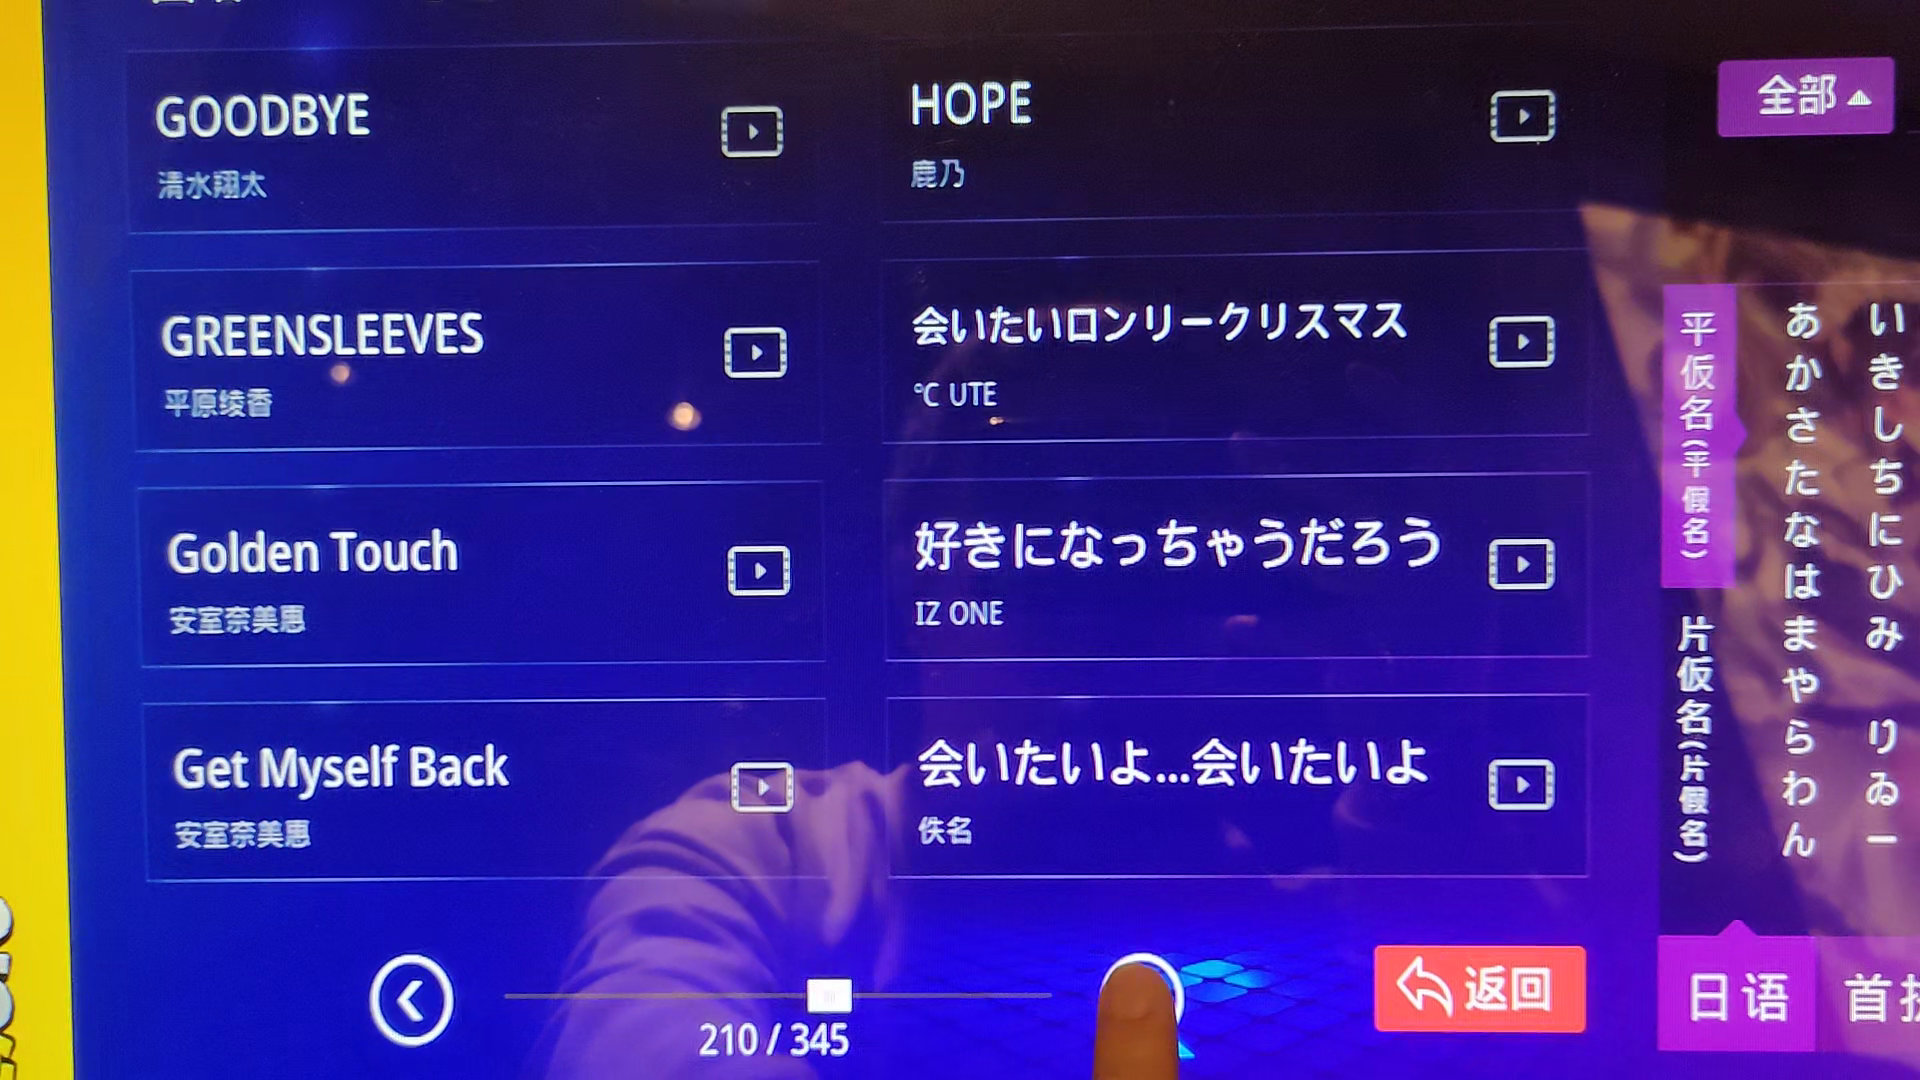 GOODBYE
清水翔太
HOPE
鹿乃
全部
GREENSLEEVES
平原绫香
会いたいロンリークリスマス
℃ UTE
Golden Touch
安室奈美恵
好きになっちゃうだろう
IZ ONE
Get Myself Back
安室奈美恵
会いたいよ...会いたいよ
佚名
平仮名(平假名)
片仮名(片假名)
あかさたなはまやらわん
いきしちにひみ りゐー
210 / 345
返回
日语
首